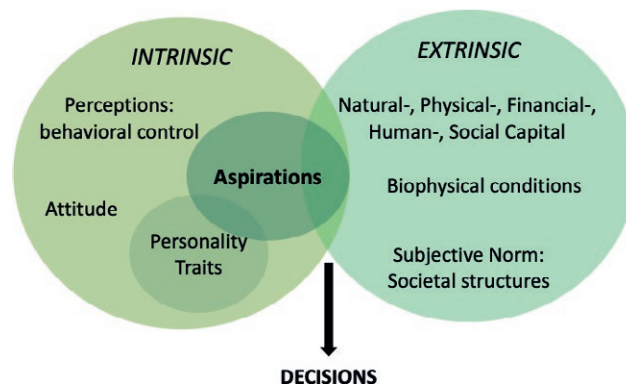 INTRINSIC
Perceptions:
behavioral control
Attitude
Personality
Traits
Aspirations
EXTRINSIC
Natural-, Physical-, Financial-,
Human-, Social Capital
Biophysical conditions
Subjective Norm:
Societal structures
DECISIONS